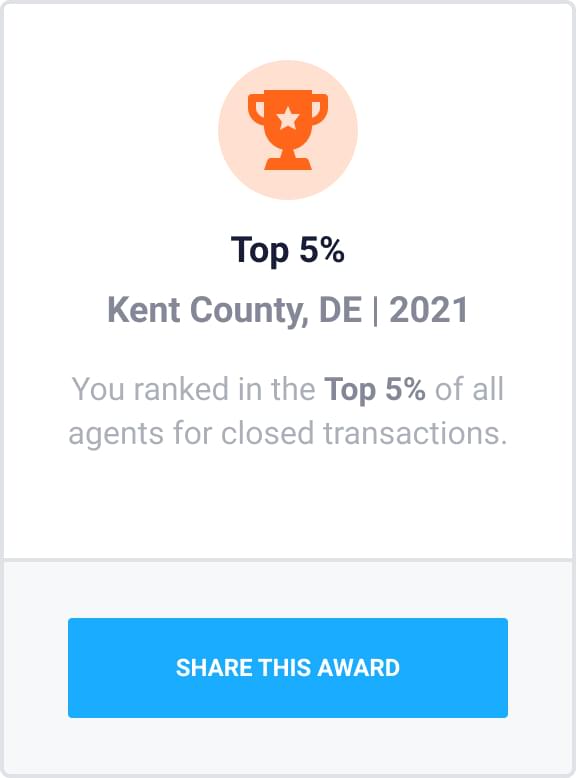 Top 5%
Kent County, DE | 2021
You ranked in the Top 5% of all
agents for closed transactions.
SHARE THIS AWARD